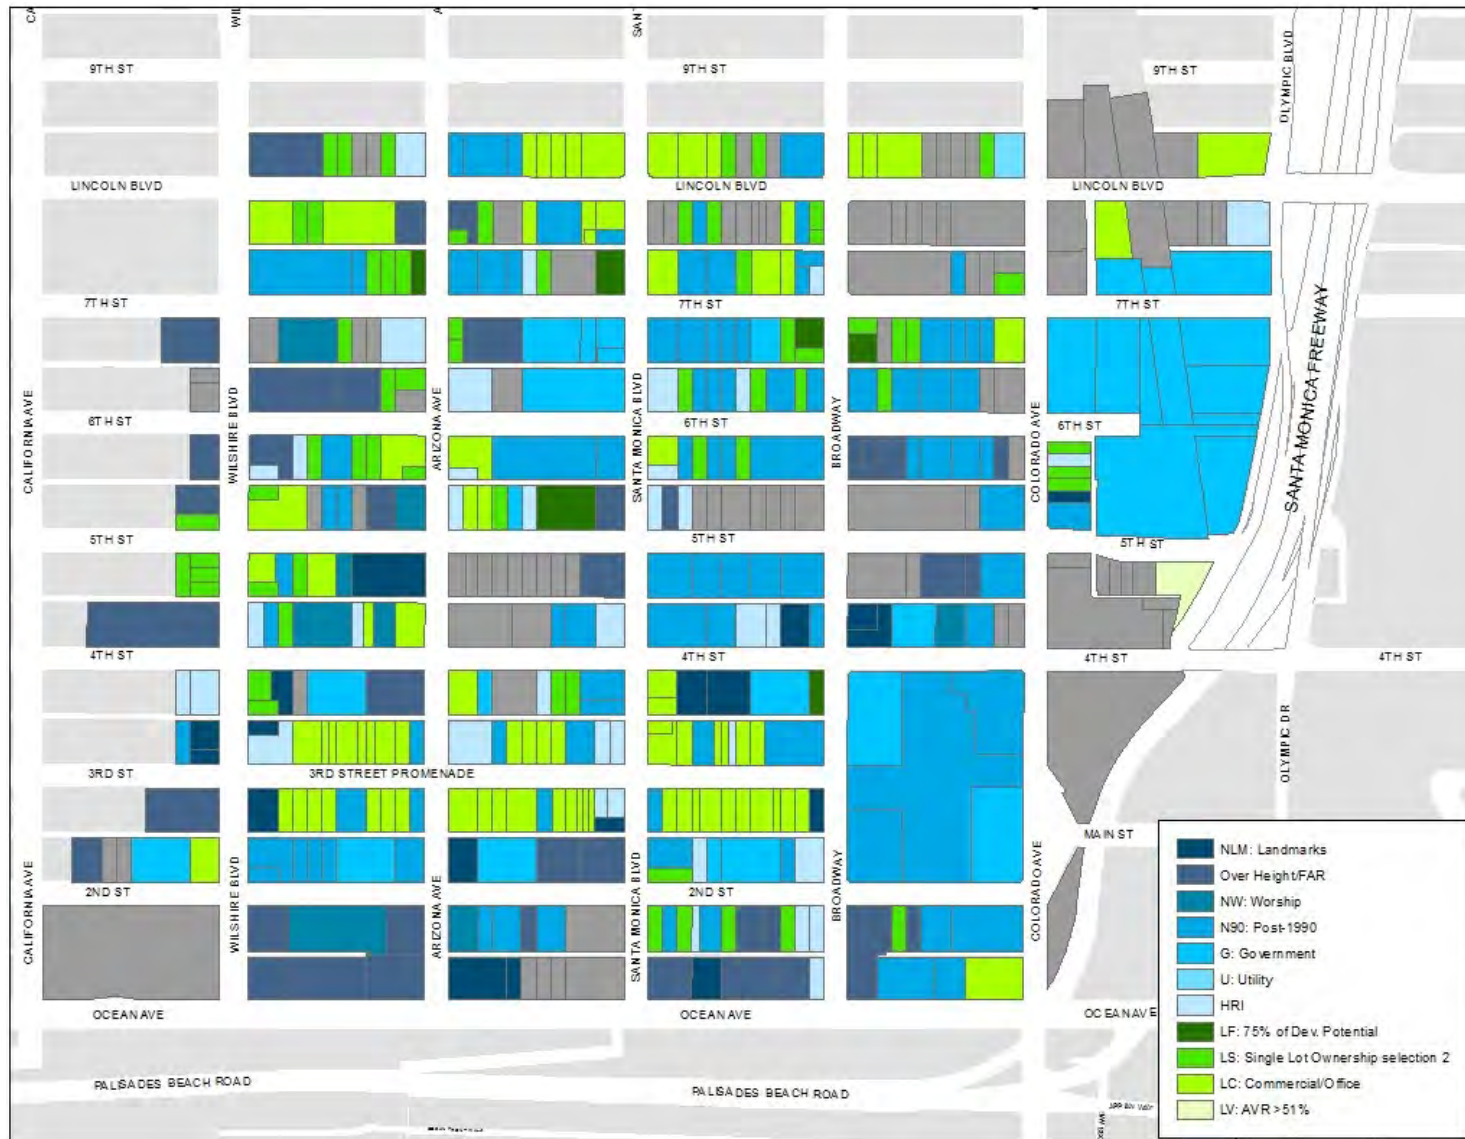 CA
WIL
A
SAN
9TH ST
9TH ST
9TH ST
OLYMPIC BLVD
LINCOLN BLVD
LINCOLN BLVD
LINCOLN BLVD
7TH ST
7TH ST
7TH ST
SANTA MONICA FREEWAY
CALIFORNIA AVE
WILSHIRE BLVD
ARIZONA AVE
SANTA MONICA BLVD
BROADWAY
COLORADO AVE
6TH ST
6TH ST
6TH ST
5TH ST
5TH ST
5TH ST
4TH ST
4TH ST
4TH ST
4TH ST
OLYMPIC DR
3RD ST
3RD STREET PROMENADE
MAIN ST
CALIFORNIA AVE
WILSHIRE BLVD
ARIZONA AVE
SANTA MONICA BLVD
BROADWAY
COLORADO AVE
2ND ST
2ND ST
OCEAN AVE
OCEAN AVE
OCEAN AVE
PALISADES BEACH ROAD
PALISADES BEACH ROAD
NLM: Landmarks
Over Height/FAR
NW: Worship
N90: Post-1990
G: Government
U: Utility
HRI
LF: 75% of Dev. Potential
LS: Single Lot Ownership selection 2
LC: Commercial/Office
LV: AVR >51%